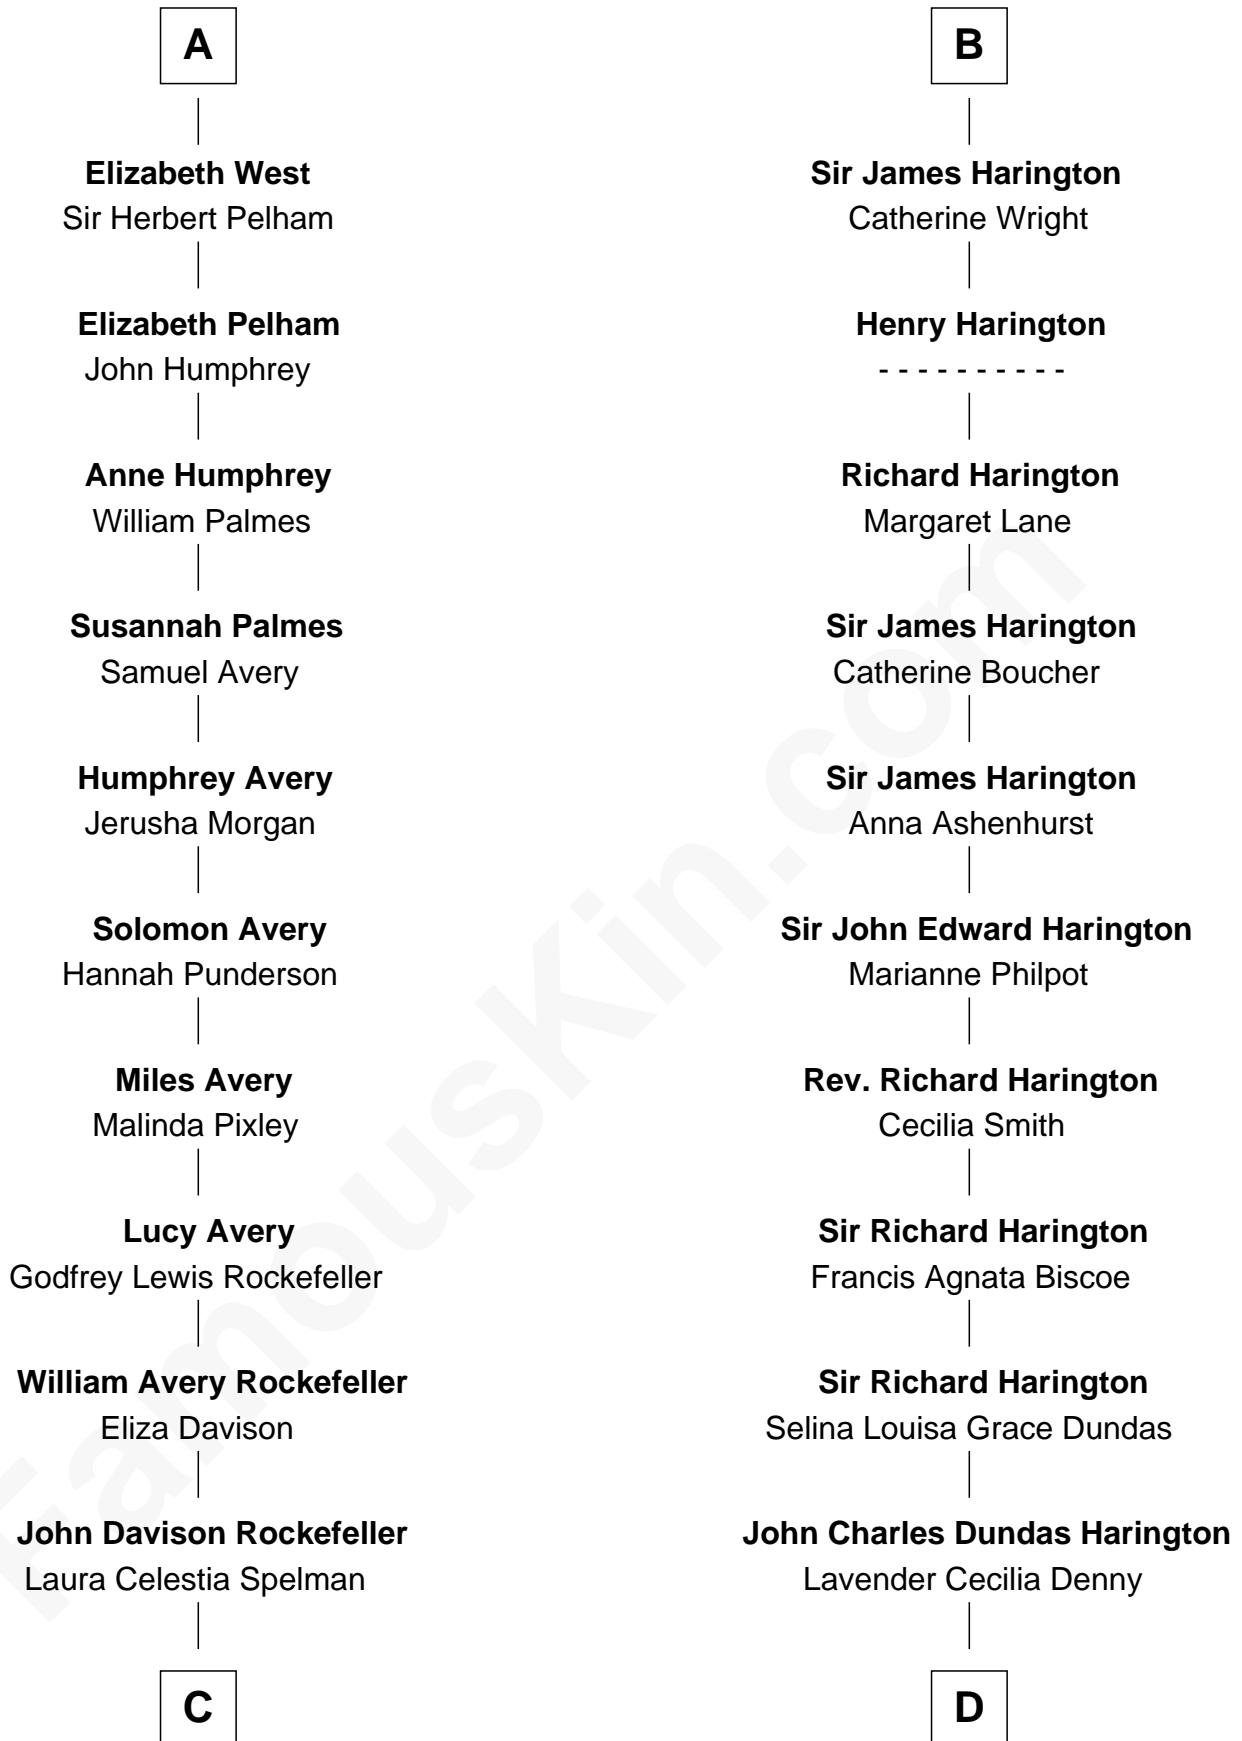 A
Elizabeth West
Sir Herbert Pelham
Elizabeth Pelham
John Humphrey
Anne Humphrey
William Palmes
Susannah Palmes
Samuel Avery
Humphrey Avery
Jerusha Morgan
Solomon Avery
Hannah Punderson
Miles Avery
Malinda Pixley
Lucy Avery
Godfrey Lewis Rockefeller
William Avery Rockefeller
Eliza Davison
John Davison Rockefeller
Laura Celestia Spelman
C
B
Sir James Harington
Catherine Wright
Henry Harington
- - - - - - - - - -
Richard Harington
Margaret Lane
Sir James Harington
Catherine Boucher
Sir James Harington
Anna Ashenhurst
Sir John Edward Harington
Marianne Philpot
Rev. Richard Harington
Cecilia Smith
Sir Richard Harington
Francis Agnata Biscoe
Sir Richard Harington
Selina Louisa Grace Dundas
John Charles Dundas Harington
Lavender Cecilia Denny
D
FamousKin.com